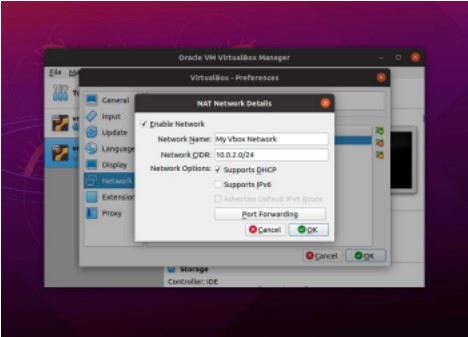 Oracle VM VirtualBox Manager
File
VirtualBox - Preferences
General
Input
Update
Language
Display
Network
Extension
Proxy
NAT Network Details
Enable Network
Network Name: My Vbox Network
Network CIDR: 10.0.2.0/24
Network Options: Supports DHCP
Supports IPv6
Advertise Default IPv6 Route
Port Forwarding
Cancel OK
Cancel OK
Storage
Controller: IDE